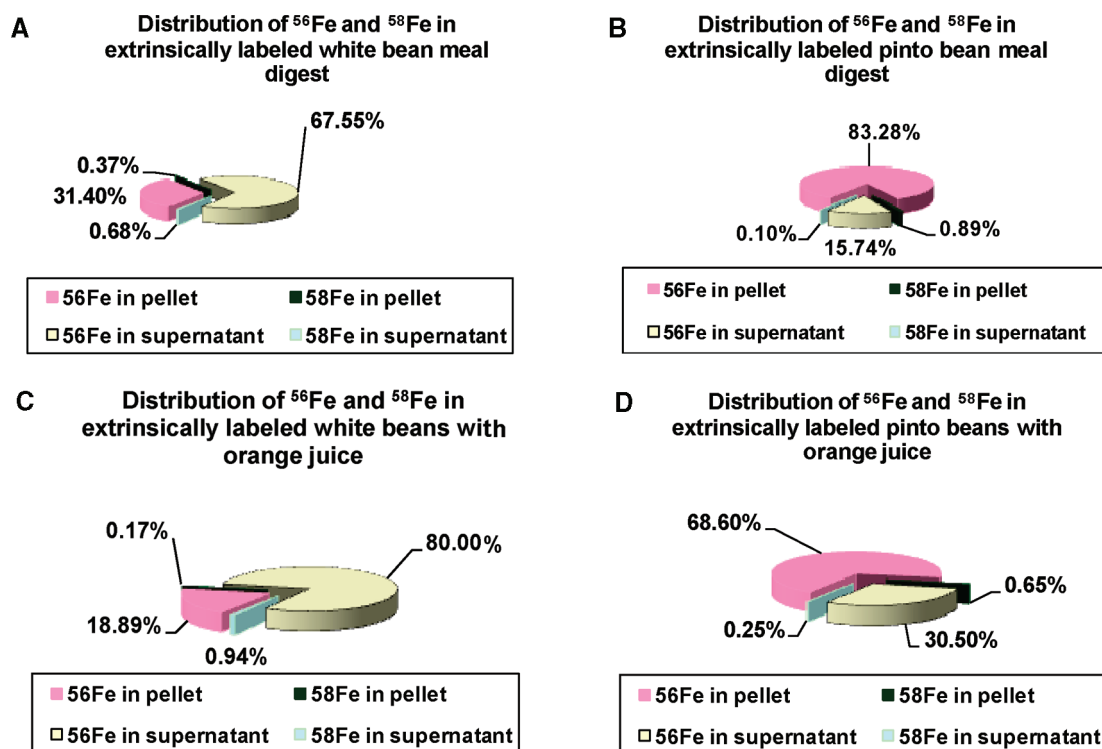 A
Distribution of ⁵⁶Fe and ⁵⁸Fe in
extrinsically labeled white bean meal
digest
67.55%
0.37%
31.40%
0.68%
56Fe in pellet 58Fe in pellet
56Fe in supernatant 58Fe in supernatant
B
Distribution of ⁵⁶Fe and ⁵⁸Fe in
extrinsically labeled pinto bean meal
digest
83.28%
0.10%
0.89%
15.74%
56Fe in pellet 58Fe in pellet
56Fe in supernatant 58Fe in supernatant
C
Distribution of ⁵⁶Fe and ⁵⁸Fe in
extrinsically labeled white beans with
orange juice
0.17%
80.00%
18.89%
0.94%
56Fe in pellet 58Fe in pellet
56Fe in supernatant 58Fe in supernatant
D
Distribution of ⁵⁶Fe and ⁵⁸Fe in
extrinsically labeled pinto beans with
orange juice
68.60%
0.65%
0.25%
30.50%
56Fe in pellet 58Fe in pellet
56Fe in supernatant 58Fe in supernatant